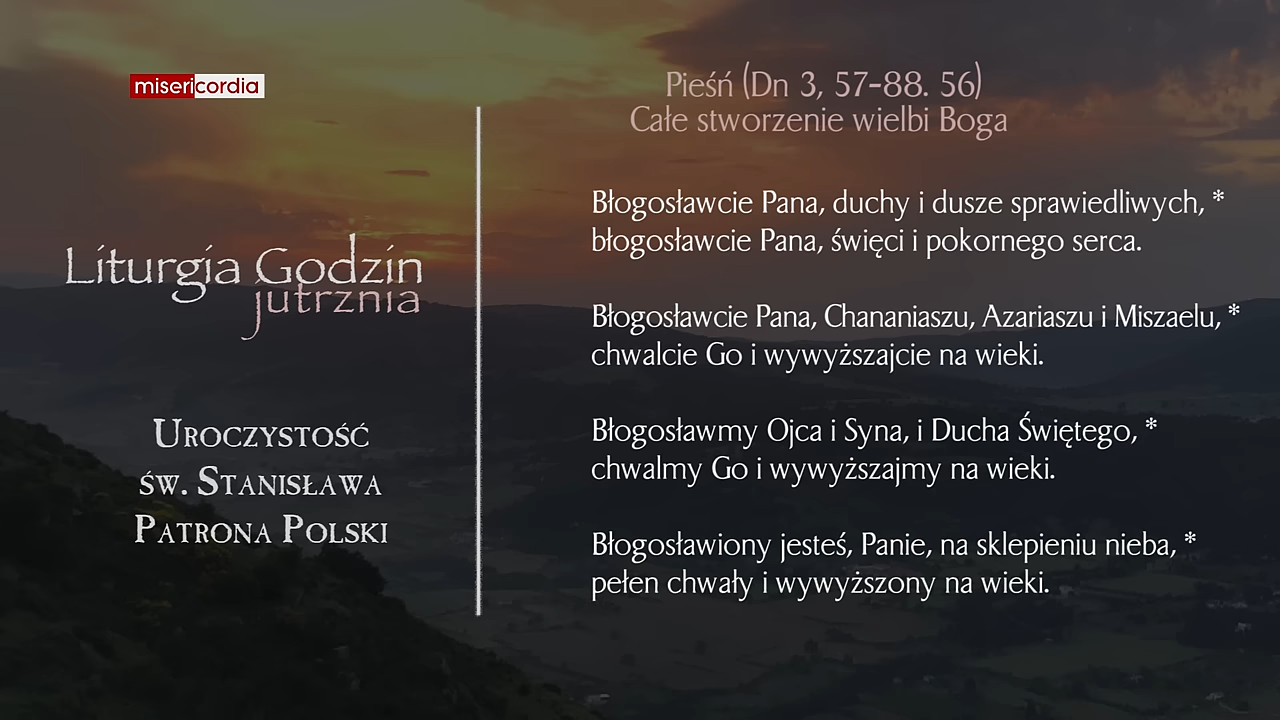 misericordia
Liturgia Godzin
jutrznia
Uroczystość
św. Stanisława
Patrona Polski
Pieśń (Dn 3, 57-88. 56)
Całe stworzenie wielbi Boga
Błogosławcie Pana, duchy i dusze sprawiedliwych, *
błogosławcie Pana, święci i pokornego serca.
Błogosławcie Pana, Chananiaszu, Azariaszu i Miszaelu, *
chwalcie Go i wywyższajcie na wieki.
Błogosławmy Ojca i Syna, i Ducha Świętego, *
chwalmy Go i wywyższajmy na wieki.
Błogosławiony jesteś, Panie, na sklepieniu nieba, *
pełen chwały i wywyższony na wieki.